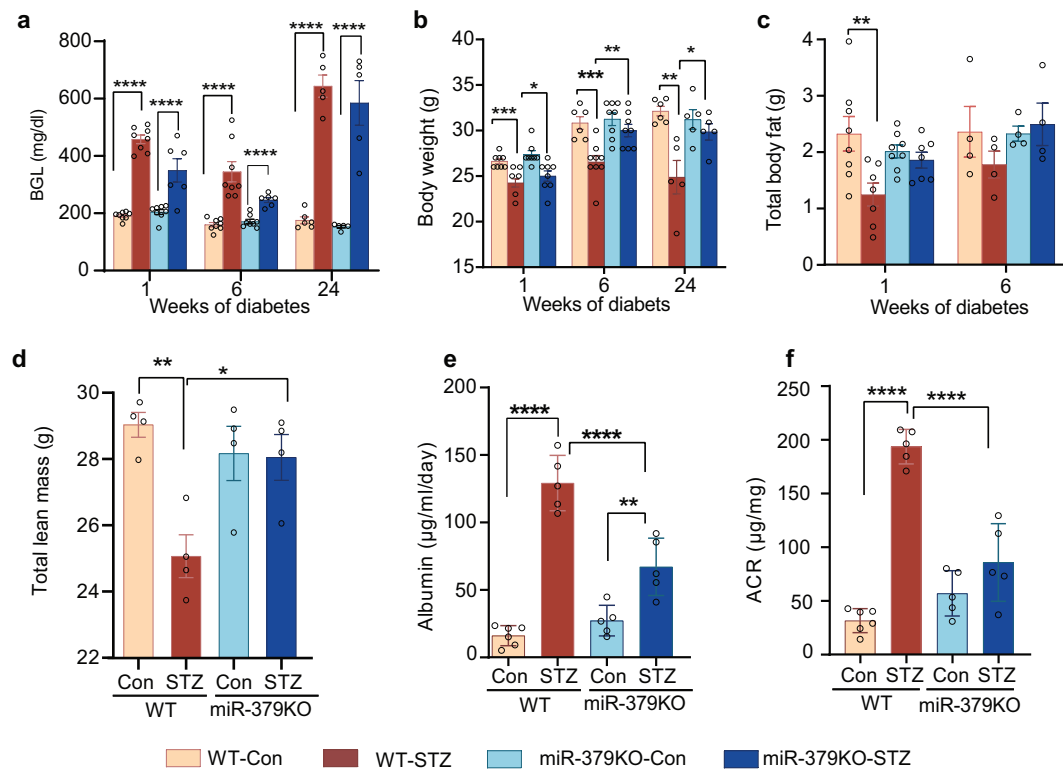 a
****
****
****
****
****
****
BGL (mg/dl)
800
600
400
200
0
1
6
24
Weeks of diabetes
b
***
*
***
**
**
*
Body weight (g)
40
35
30
25
20
15
1
6
24
Weeks of diabets
c
**
Total body fat (g)
6
4
2
0
1
6
Weeks of diabetes
d
**
*
Total lean mass (g)
30
28
26
24
22
Con STZ Con STZ
WT miR-379KO
e
****
****
**
Albumin (µg/ml/day)
200
150
100
50
0
Con STZ Con STZ
WT miR-379KO
f
****
****
ACR (µg/mg)
250
200
150
100
50
0
Con STZ Con STZ
WT miR-379KO
WT-Con WT-STZ miR-379KO-Con miR-379KO-STZ